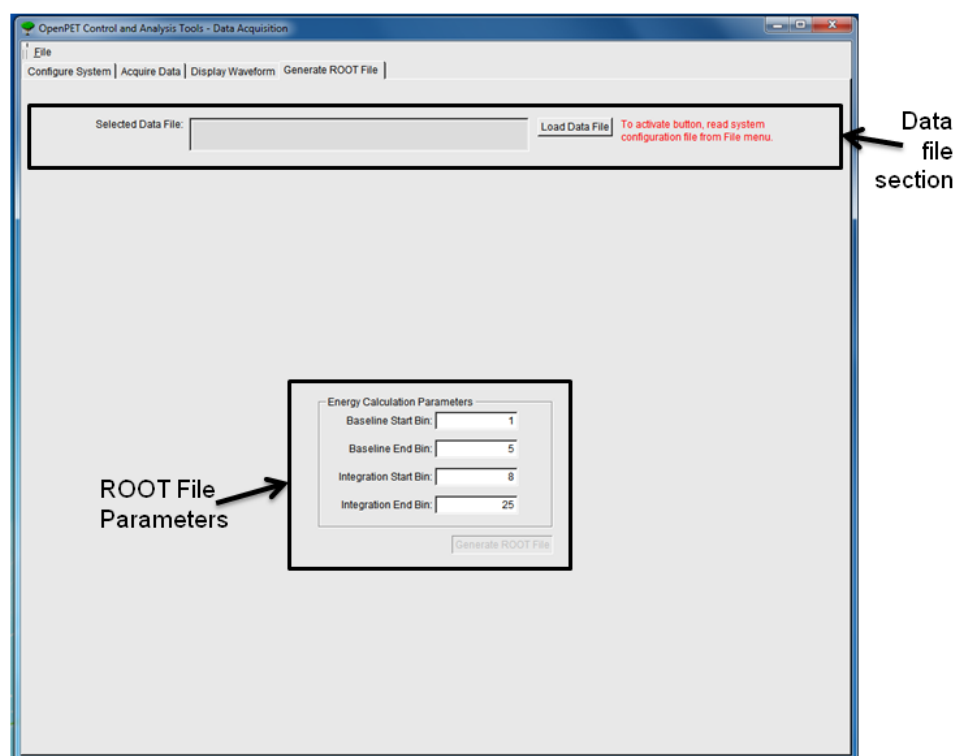 OpenPET Control and Analysis Tools - Data Acquisition
File
Configure System Acquire Data Display Waveform Generate ROOT File
Selected Data File:
Load Data File
To activate button, read system
configuration file from File menu.
Data
file
section
Energy Calculation Parameters
Baseline Start Bin: 1
Baseline End Bin: 5
Integration Start Bin: 8
Integration End Bin: 25
Generate ROOT File
ROOT File
Parameters